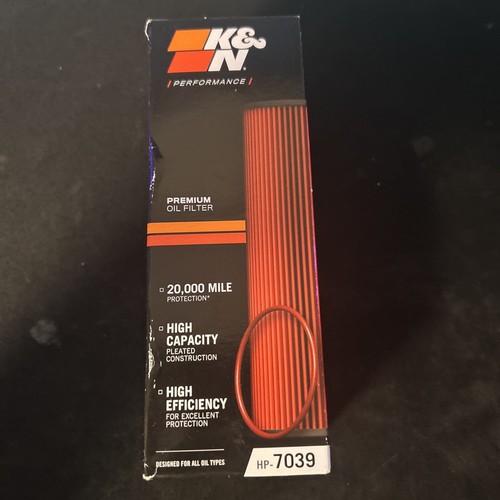 K&
N®
/ PERFORMANCE /
PREMIUM
OIL FILTER
20,000 MILE
PROTECTION*
HIGH
CAPACITY
PLEATED
CONSTRUCTION
HIGH
EFFICIENCY
FOR EXCELLENT
PROTECTION
DESIGNED FOR ALL OIL TYPES
HP-7039